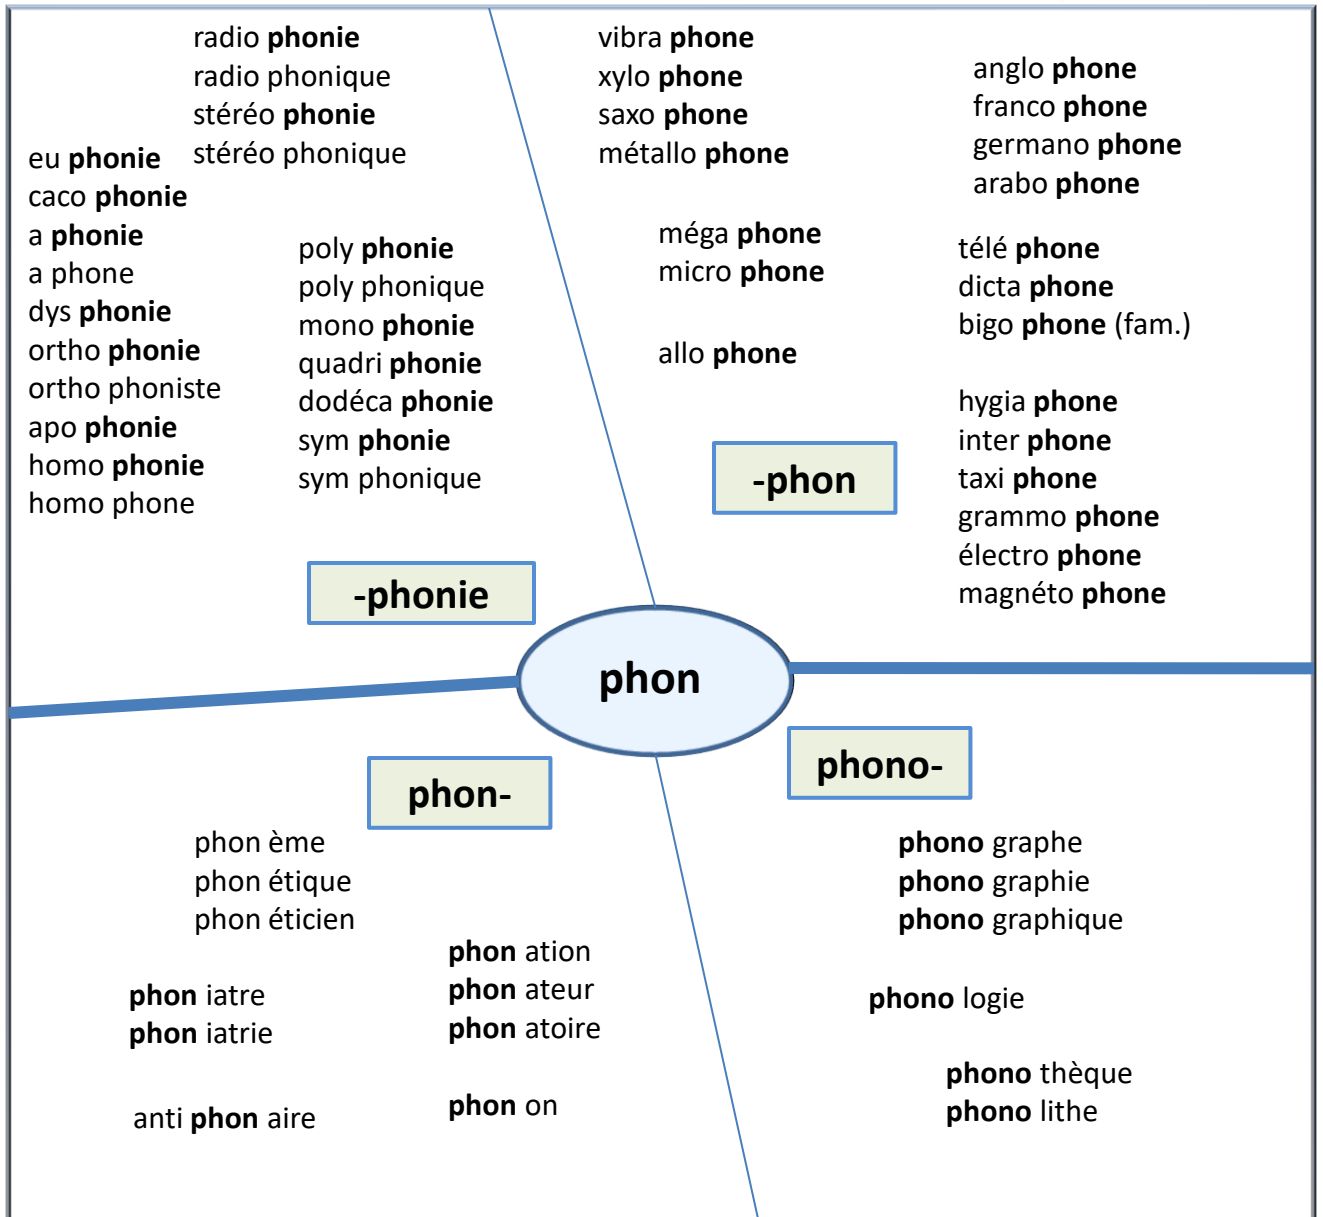 radio phonie
radio phonique
stéréo phonie
stéréo phonique
eu phonie
caco phonie
a phonie
a phone
dys phonie
ortho phonie
ortho phoniste
apo phonie
homo phonie
homo phone
poly phonie
poly phonique
mono phonie
quadri phonie
dodéca phonie
sym phonie
sym phonique
-phonie
vibra phone
xylo phone
saxo phone
métallo phone
méga phone
micro phone
allo phone
anglo phone
franco phone
germano phone
arabo phone
télé phone
dicta phone
bigo phone (fam.)
hygia phone
inter phone
taxi phone
grammo phone
électro phone
magnéto phone
-phon
phon
phon-
phon ème
phon étique
phon éticien
phon iatre
phon iatrie
anti phon aire
phon ation
phon ateur
phon atoire
phon on
phono-
phono graphe
phono graphie
phono graphique
phono logie
phono thèque
phono lithe